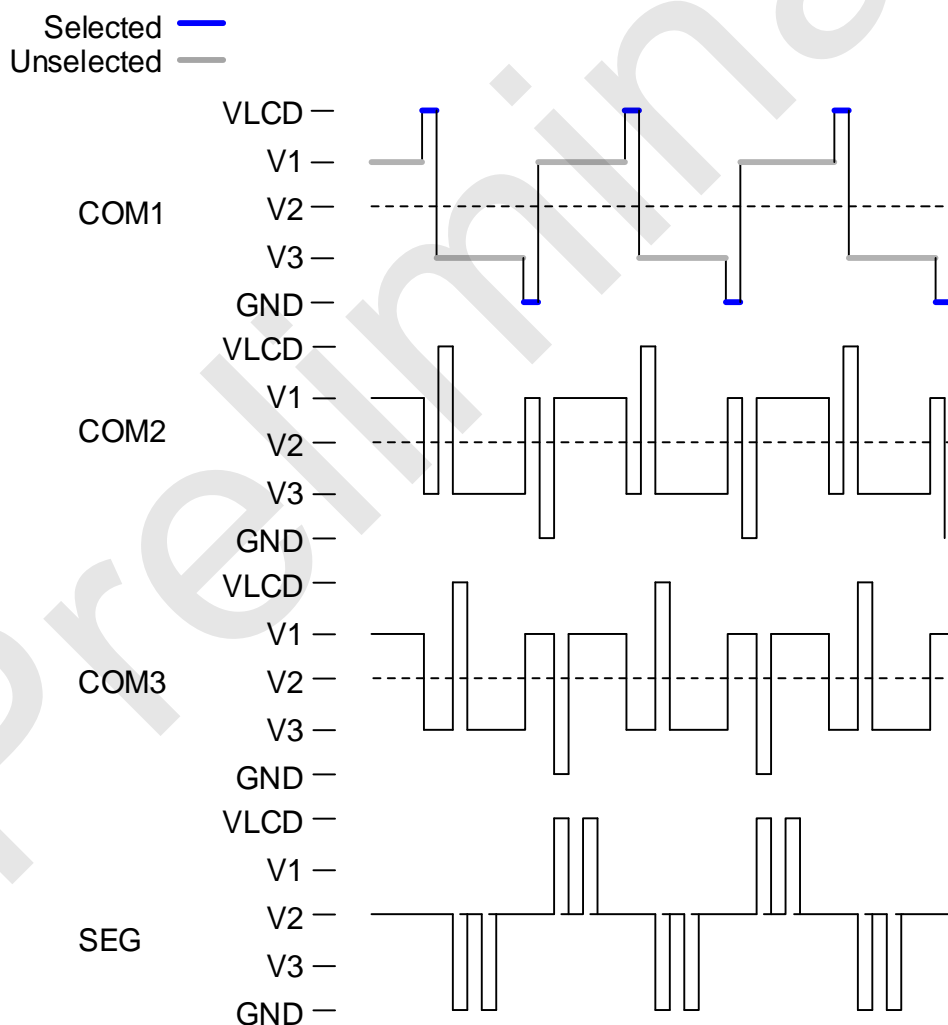 Selected
Unselected
VLCD
V1
COM1
V2
V3
GND
VLCD
V1
COM2
V2
V3
GND
VLCD
V1
COM3
V2
V3
GND
VLCD
V1
V2
SEG
V3
GND